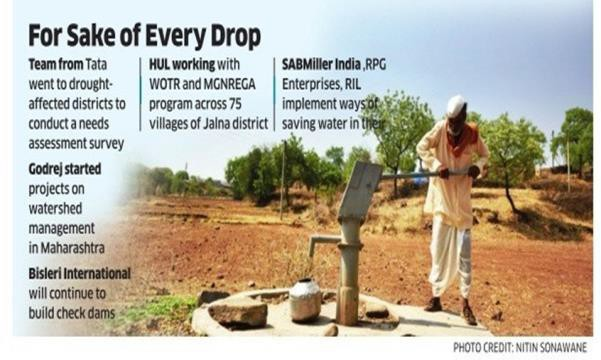 For Sake of Every Drop
Team from Tata
went to drought-
affected districts to
conduct a needs
assessment survey
Godrej started
projects on
watershed
management
in Maharashtra
Bisleri International
will continue to
build check dams
HUL working with
WOTR and MGNREGA
program across 75
villages of Jalna district
SABMiller India ,RPG
Enterprises, RIL
implement ways of
saving water in their
PHOTO CREDIT: NITIN SONAWANE